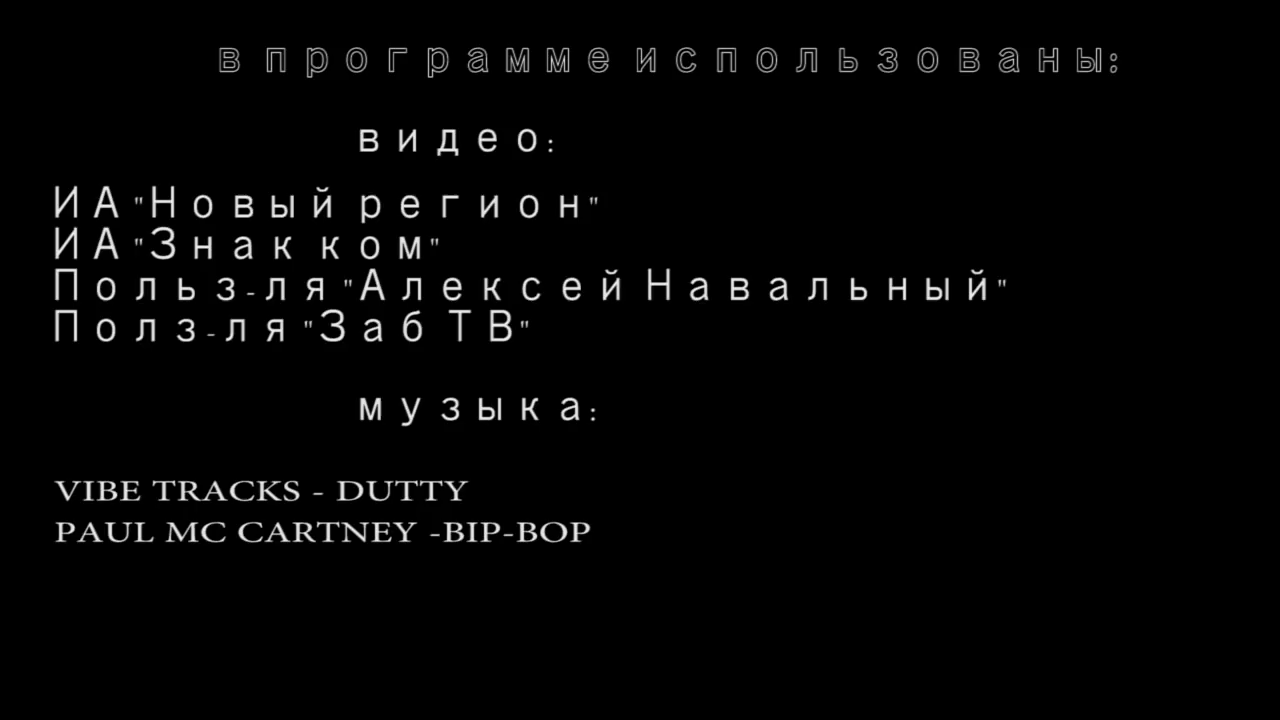 в программе использованы:
видео:
ИА "Новый регион"
ИА "Знак ком"
Польз-ля "Алексей Навальный"
Полз-ля "Заб ТВ"
музыка:
VIBE TRACKS - DUTTY
PAUL MC CARTNEY -BIP-BOP